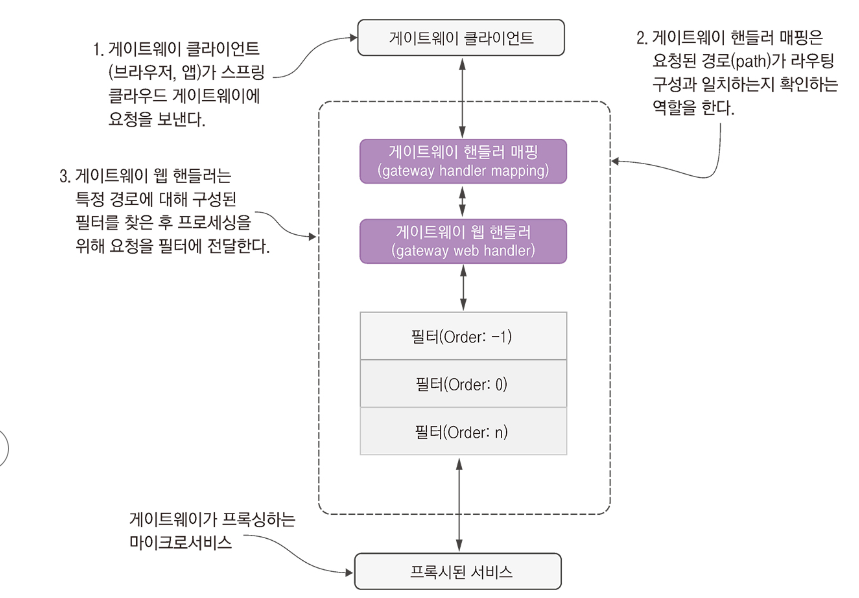 게이트웨이 클라이언트
1. 게이트웨이 클라이언트
(브라우저, 앱)가 스프링
클라우드 게이트웨이에
요청을 보낸다.
2. 게이트웨이 핸들러 매핑은
요청된 경로(path)가 라우팅
구성과 일치하는지 확인하는
역할을 한다.
게이트웨이 핸들러 매핑
(gateway handler mapping)
3. 게이트웨이 웹 핸들러는
특정 경로에 대해 구성된
필터를 찾은 후 프로세싱을
위해 요청을 필터에 전달한다.
게이트웨이 웹 핸들러
(gateway web handler)
필터(Order: -1)
필터(Order: 0)
필터(Order: n)
게이트웨이가 프록싱하는
마이크로서비스
프록시된 서비스